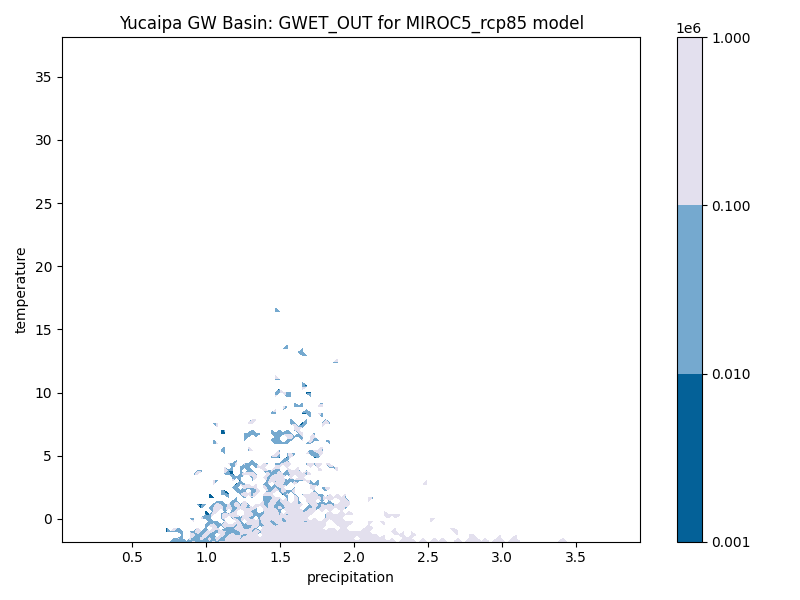 Yucaipa GW Basin: GWET_OUT for MIROC5_rcp85 model
1e6
1.000
0.100
0.010
0.001
temperature
35
30
25
20
15
10
5
0
0.5 1.0 1.5 2.0 2.5 3.0 3.5
precipitation